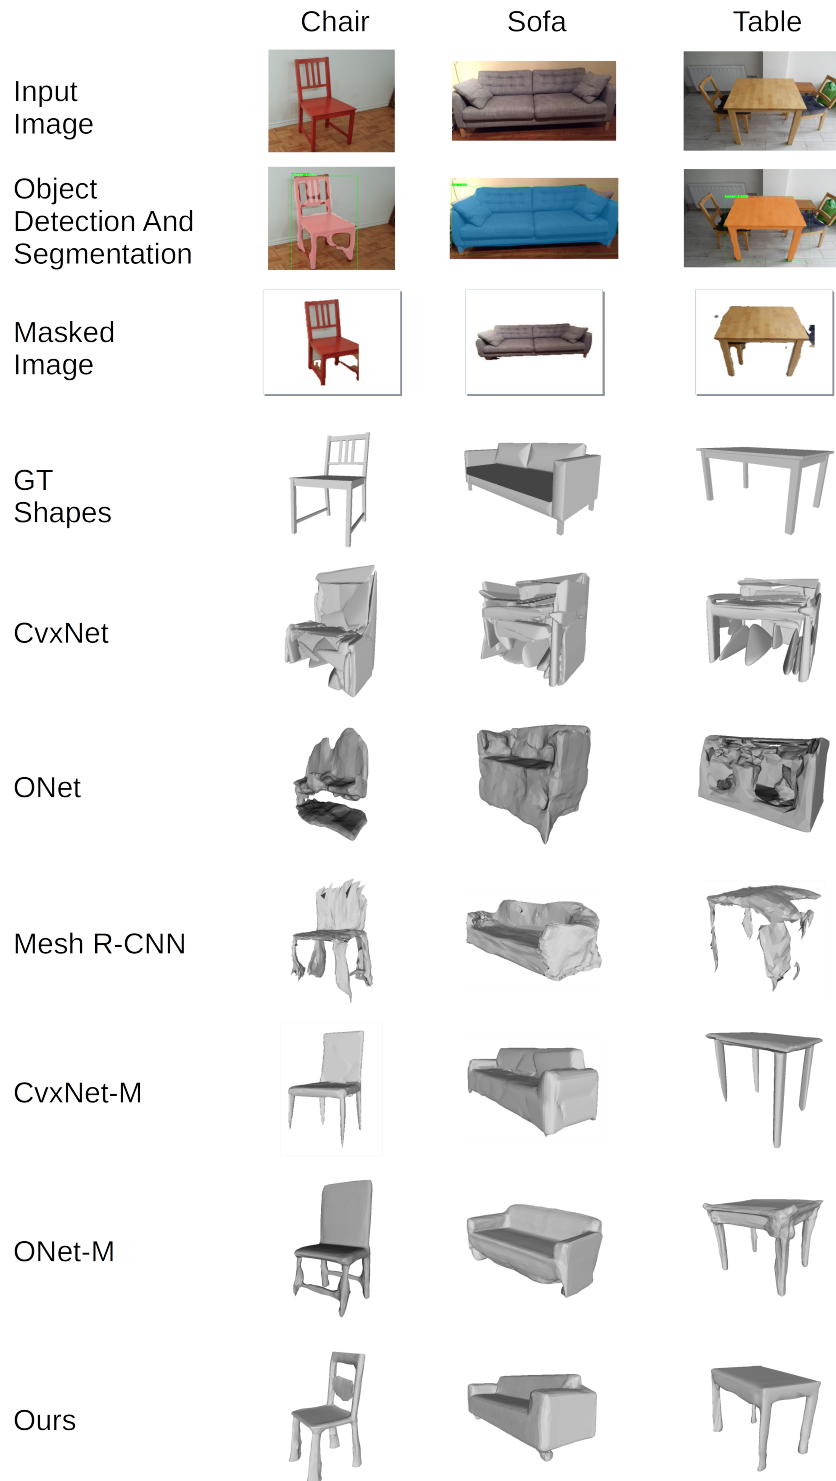 Chair Sofa Table
Input
Image
Object
Detection And
Segmentation
Masked
Image
GT
Shapes
CvxNet
ONet
Mesh R-CNN
CvxNet-M
ONet-M
Ours